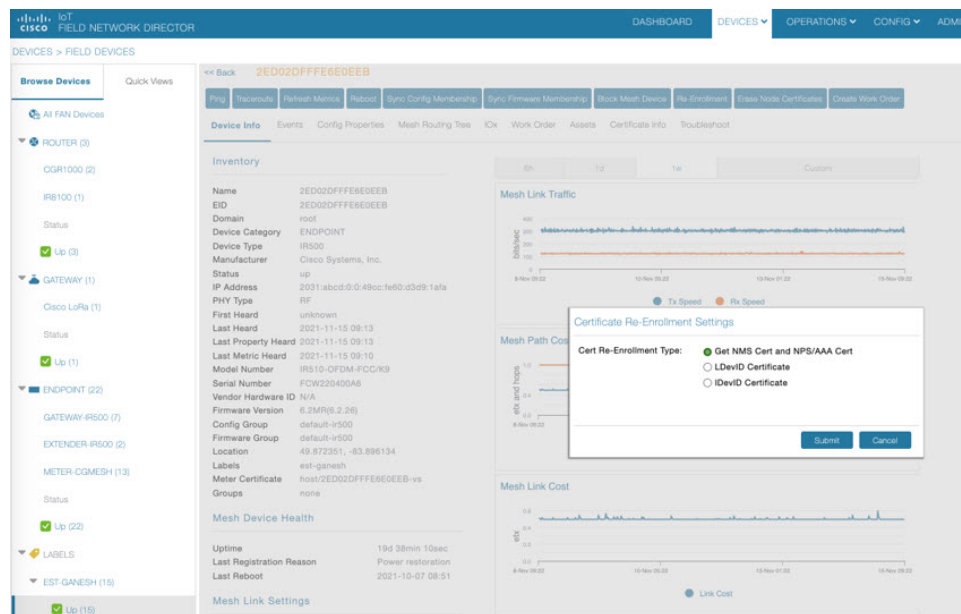 cisco IoT
FIELD NETWORK DIRECTOR
DASHBOARD DEVICES OPERATIONS CONFIG ADMI
DEVICES > FIELD DEVICES
Browse Devices Quick Views
All FAN Devices
ROUTER (3)
CGR1000 (2)
IR8100 (1)
Status
Up (3)
GATEWAY (1)
Cisco LoRa (1)
Status
Up (1)
ENDPOINT (22)
GATEWAY-IR500 (7)
EXTENDER-IR500 (2)
METER-CGMESH (13)
Status
Up (22)
LABELS
EST-GANESH (15)
Up (15)
<< Back 2ED02DFFFE6E0EEB
Ping Traceroute Refresh Metrics Reboot Sync Config Membership Sync Firmware Membership Block Mesh Device Re-Enrollment Erase Node Certificates Create Work Order
Device Info Events Config Properties Mesh Routing Tree IOx Work Order Assets Certificate Info Troubleshoot
Inventory
Name 2ED02DFFFE6E0EEB
EID 2ED02DFFFE6E0EEB
Domain root
Device Category ENDPOINT
Device Type IR500
Manufacturer Cisco Systems, Inc.
Status up
IP Address 2031:abcd:0:0:49cc:fe60:d3d9:1afa
PHY Type RF
First Heard unknown
Last Heard 2021-11-15 09:13
Last Property Heard 2021-11-15 09:13
Last Metric Heard 2021-11-15 09:10
Model Number IR510-OFDM-FCC/K9
Serial Number FCW220400A6
Vendor Hardware ID N/A
Firmware Version 6.2MR(6.2.26)
Config Group default-ir500
Firmware Group default-ir500
Location 49.872351, -83.896134
Labels est-ganesh
Meter Certificate host/2ED02DFFFE6E0EEB-vs
Groups none
Mesh Device Health
Uptime 19d 38min 10sec
Last Registration Reason Power restoration
Last Reboot 2021-10-07 08:51
Mesh Link Settings
6h 1d 1w Custom
Mesh Link Traffic
bits/sec
400
200
0
Tx Speed Rx Speed
Mesh Path Cos
etx and hops
Certificate Re-Enrollment Settings
Cert Re-Enrollment Type: Get NMS Cert and NPS/AAA Cert
LDevID Certificate
IDevID Certificate
Submit Cancel
Mesh Link Cost
etx
Link Cost